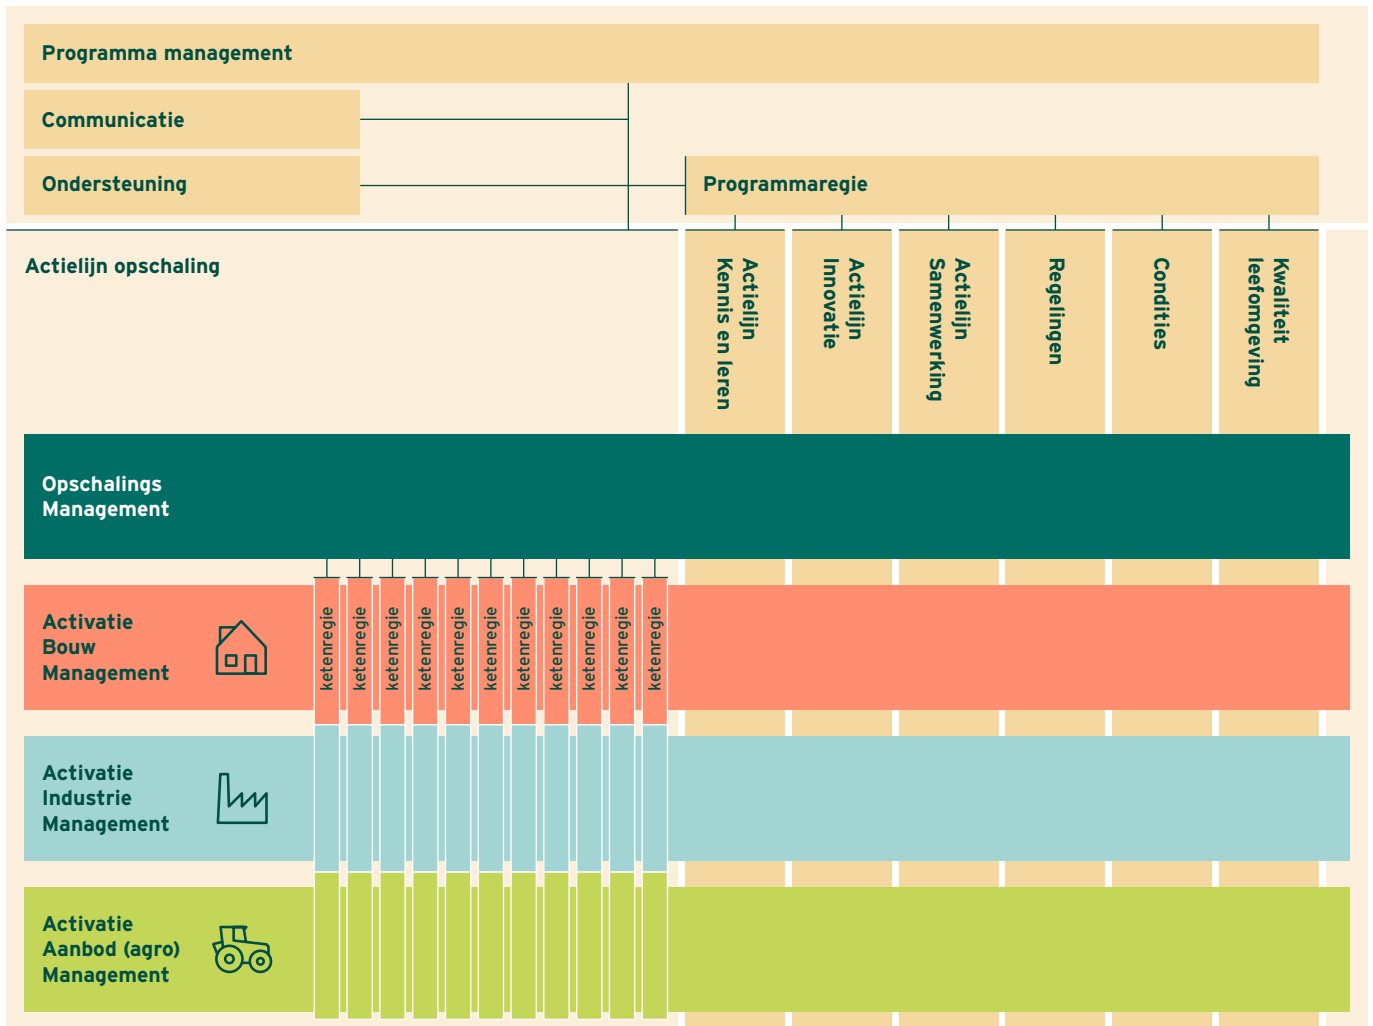 Programma management
Communicatie
Ondersteuning
Programmaregie
Actielijn opschaling
Actielijn
Kennis en leren
Actielijn
Innovatie
Actielijn
Samenwerking
Regelingen
Condities
Kwaliteit
leefomgeving
Opschalings
Management
Activatie
Bouw
Management
ketenregie
ketenregie
ketenregie
ketenregie
ketenregie
ketenregie
ketenregie
ketenregie
ketenregie
ketenregie
ketenregie
Activatie
Industrie
Management
Activatie
Aanbod (agro)
Management